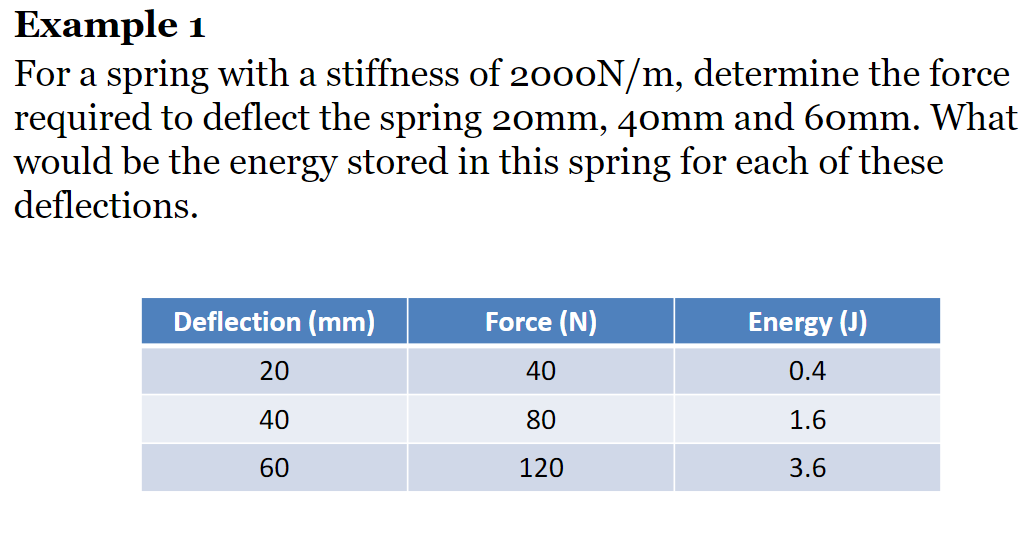 Example 1
For a spring with a stiffness of 2000N/m, determine the force
required to deflect the spring 20mm, 40mm and 60mm. What
would be the energy stored in this spring for each of these
deflections.
Deflection (mm) Force (N) Energy (J)
20 40 0.4
40 80 1.6
60 120 3.6